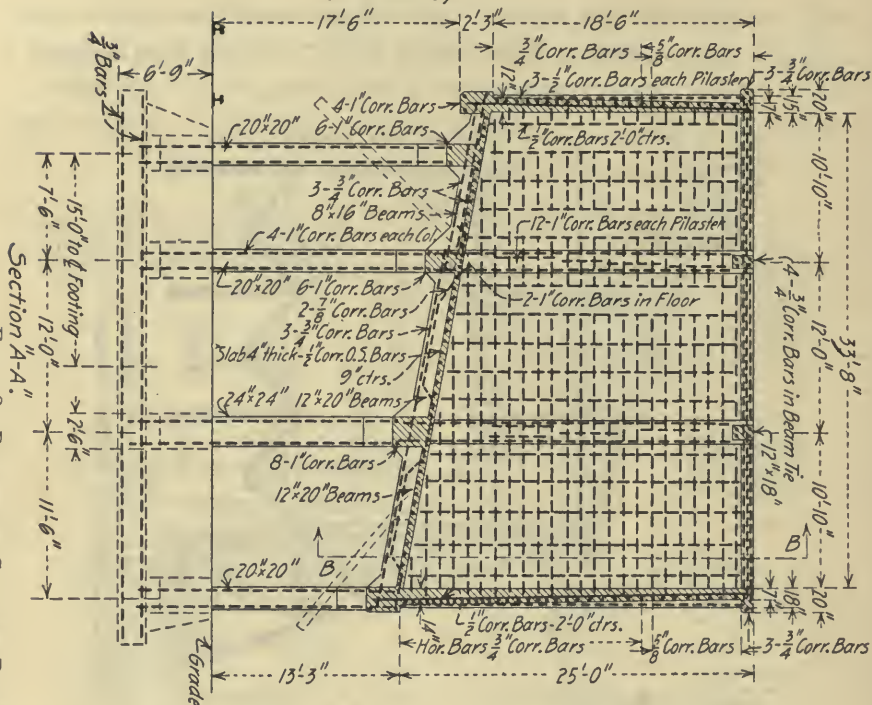 17'-6"
2'-3"
18'-6"
3/4" Corr. Bars
5/8" Corr. Bars
3/4" Bars
6'-9"
12"
3-1/2" Corr. Bars each Pilaster
3-3/4" Corr. Bars
4-1" Corr. Bars
20"
15"
7"
20"x20"
6-1" Corr. Bars
1/2" Corr. Bars 2'-0" ctrs.
3-3/4" Corr. Bars
8"x16" Beams
10'-10"
7'-6"
15'-0" to ℄ Footing
4-1" Corr. Bars each Col.
12-1" Corr. Bars each Pilaster
20"x20"
6-1" Corr. Bars
2-1" Corr. Bars in Floor
2-7/8" Corr. Bars
3-3/4" Corr. Bars
4-3/4" Corr. Bars in Beam Tie
33'-8"
Slab 4" thick-1/2" Corr. O.S. Bars
9" ctrs.
12'-0"
12'-0"
Section "A-A."
24"x24"
12"x20" Beams
2'-6"
12"x18"
8-1" Corr. Bars
12"x20" Beams
11'-6"
10'-10"
B
B
20"x20"
7"
18"
20"
14"
1/2" Corr. Bars-2'-0" ctrs.
Hor. Bars 3/4" Corr. Bars
5/8" Corr. Bars
3-3/4" Corr. Bars
Grade
13'-3"
25'-0"